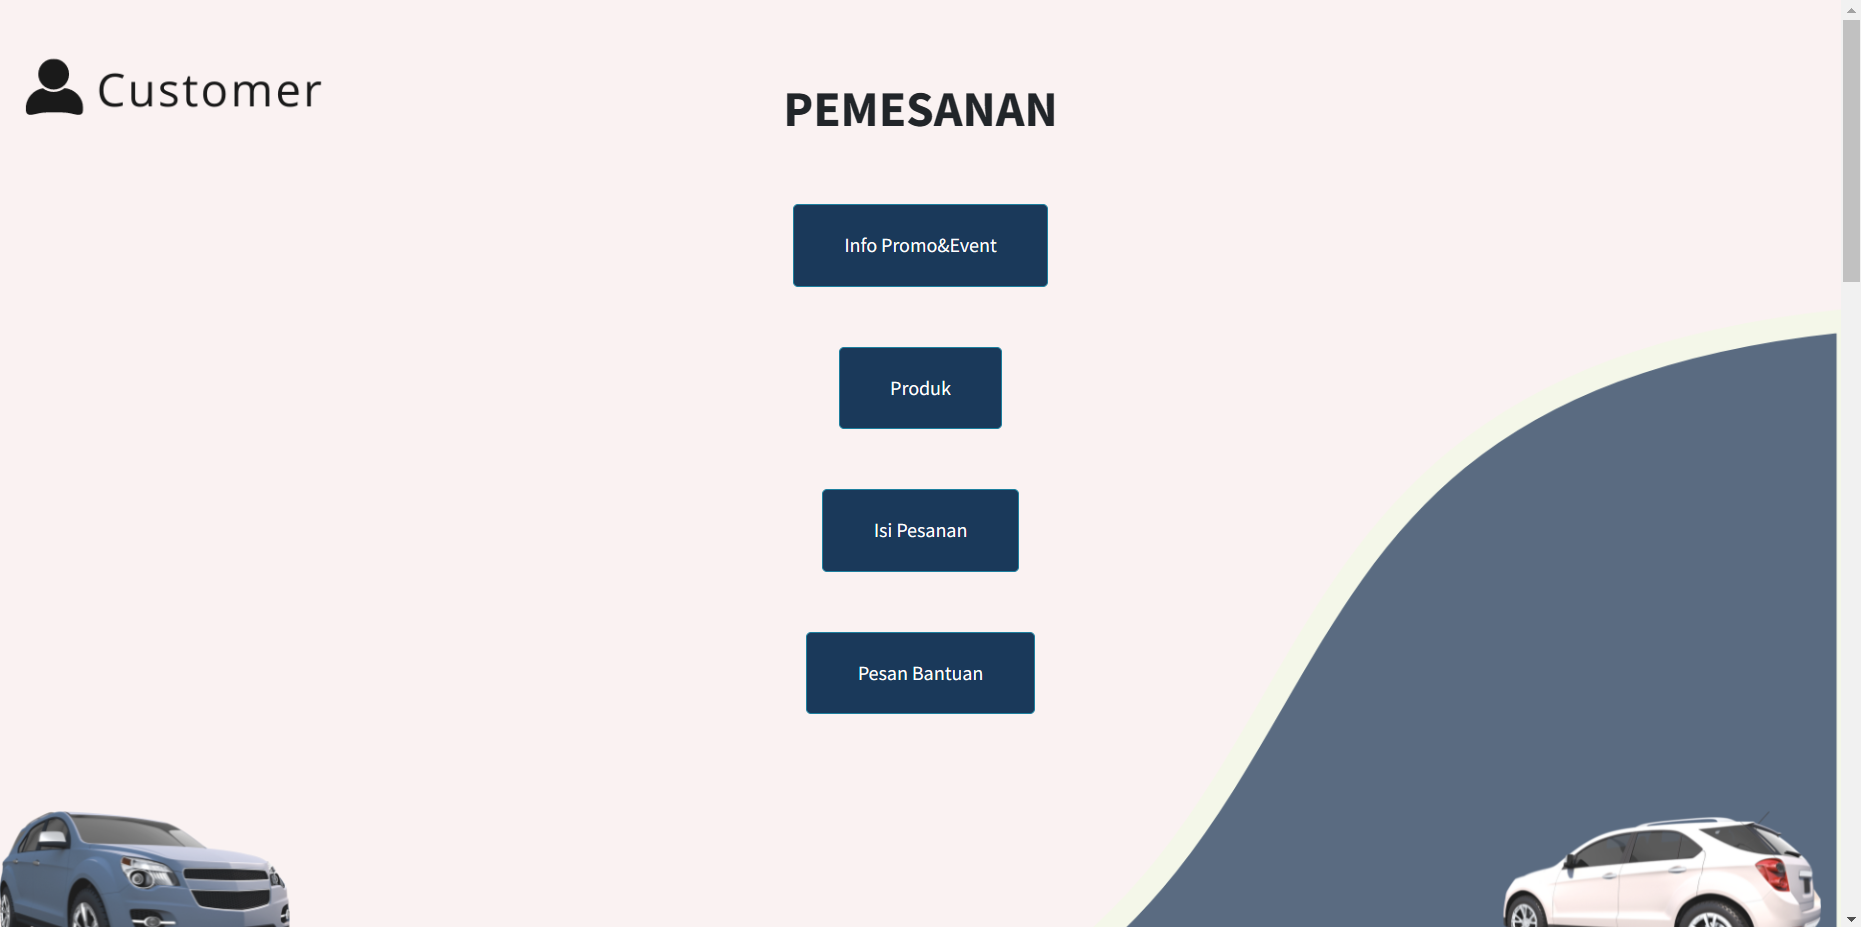 Customer
PEMESANAN
Info Promo&Event
Produk
Isi Pesanan
Pesan Bantuan